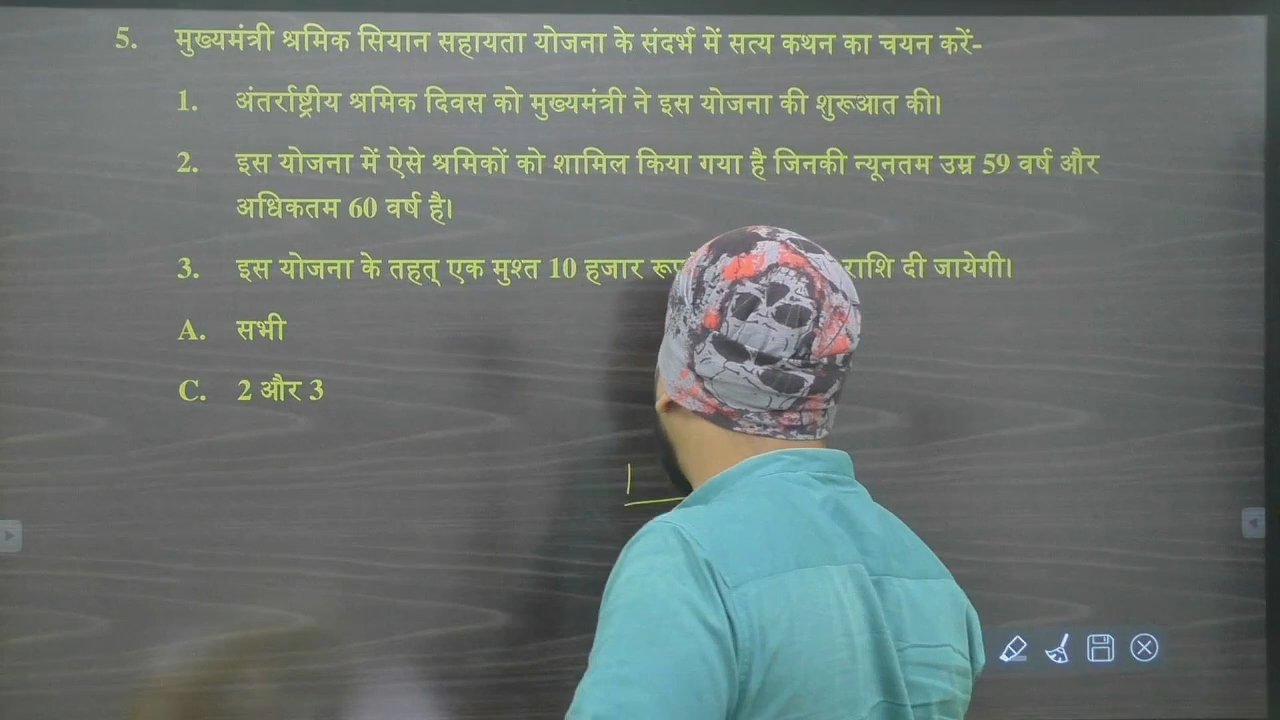 5. मुख्यमंत्री श्रमिक सियान सहायता योजना के संदर्भ में सत्य कथन का चयन करें-
1. अंतर्राष्ट्रीय श्रमिक दिवस को मुख्यमंत्री ने इस योजना की शुरूआत की।
2. इस योजना में ऐसे श्रमिकों को शामिल किया गया है जिनकी न्यूनतम उम्र 59 वर्ष और
अधिकतम 60 वर्ष है।
3. इस योजना के तहत् एक मुश्त 10 हजार राशि दी जायेगी।
A. सभी
C. 2 और 3